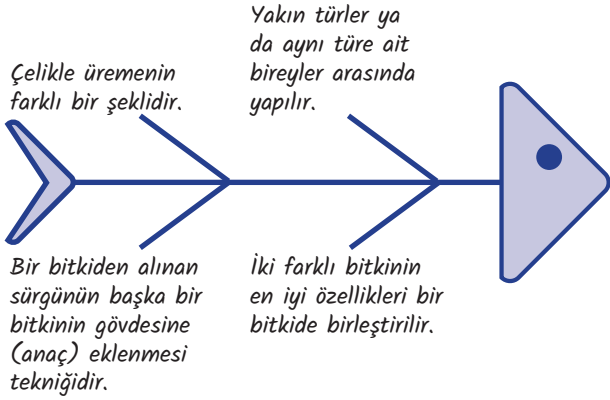 Çelikle üremenin
farklı bir şeklidir.
Yakın türler ya
da aynı türe ait
bireyler arasında
yapılır.
Bir bitkiden alınan
sürgünün başka bir
bitkinin gövdesine
(anaç) eklenmesi
tekniğidir.
İki farklı bitkinin
en iyi özellikleri bir
bitkide birleştirilir.